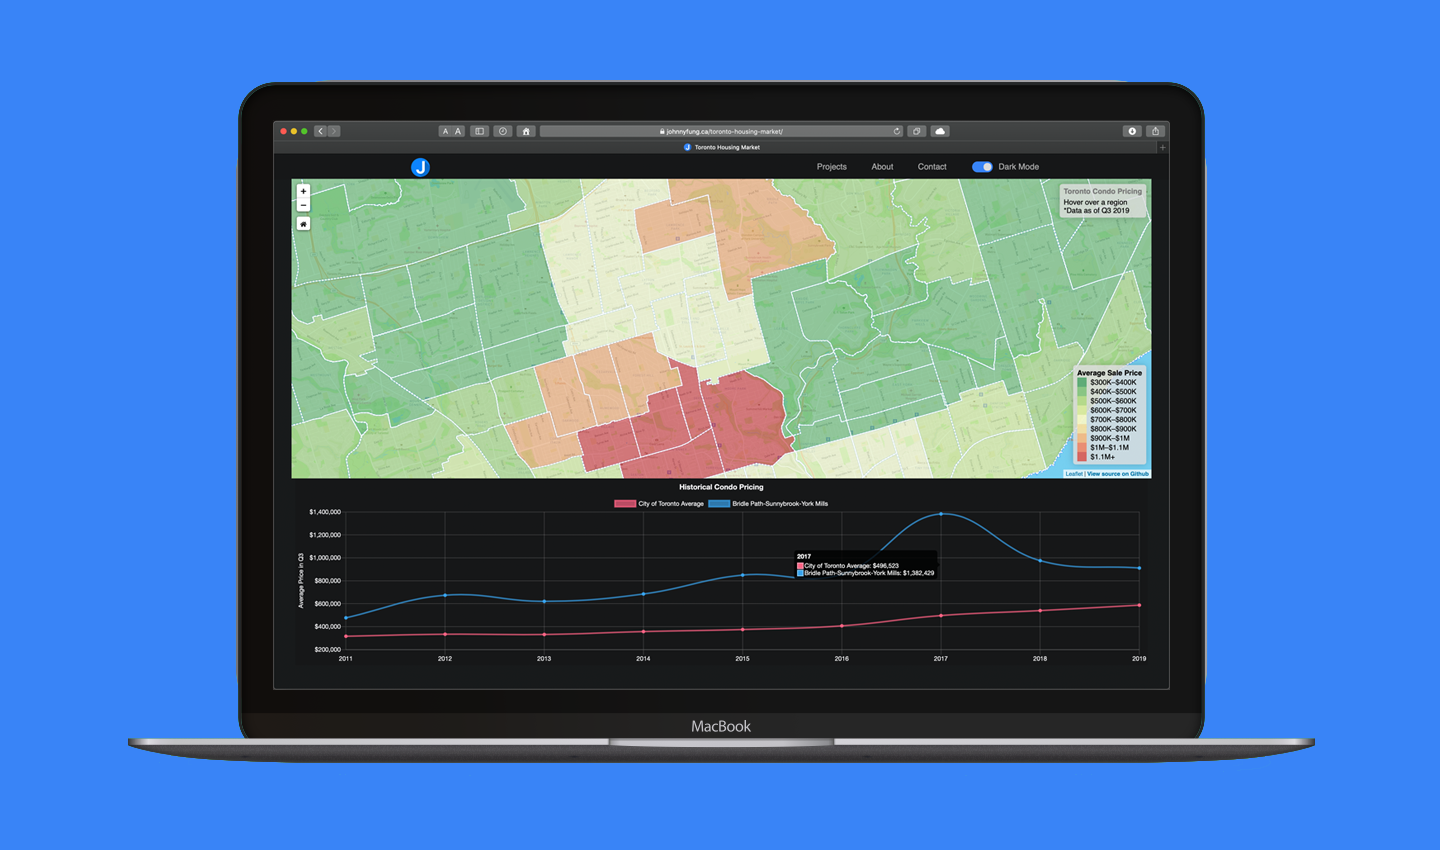 A A
johnnyfung.ca/toronto-housing-market/
J Toronto Housing Market
J
Projects About Contact Dark Mode
+
−
Toronto Condo Pricing
Hover over a region
*Data as of Q3 2019
Average Sale Price
$300K–$400K
$400K–$500K
$500K–$600K
$600K–$700K
$700K–$800K
$800K–$900K
$900K–$1M
$1M–$1.1M
$1.1M+
Leaflet | View source on Github
Historical Condo Pricing
City of Toronto Average Bridle Path-Sunnybrook-York Mills
Average Price in Q3
$1,400,000
$1,200,000
$1,000,000
$800,000
$600,000
$400,000
$200,000
2017
City of Toronto Average: $496,523
Bridle Path-Sunnybrook-York Mills: $1,382,429
2011 2012 2013 2014 2015 2016 2017 2018 2019
MacBook